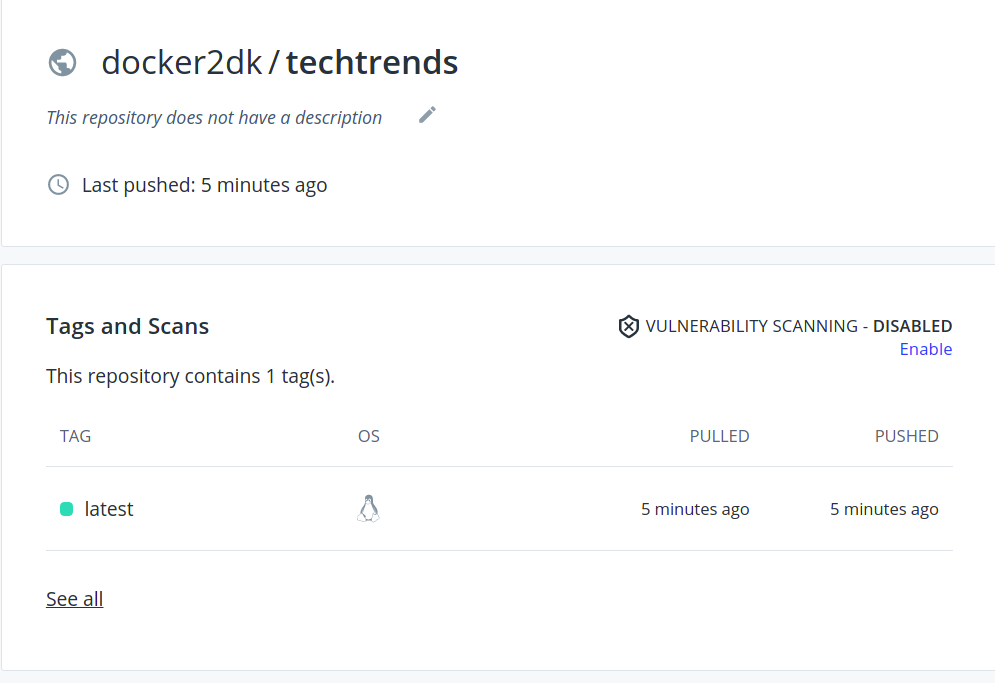 docker2dk / techtrends
This repository does not have a description
Last pushed: 5 minutes ago
Tags and Scans
VULNERABILITY SCANNING - DISABLED
Enable
This repository contains 1 tag(s).
TAG OS PULLED PUSHED
latest 5 minutes ago 5 minutes ago
See all